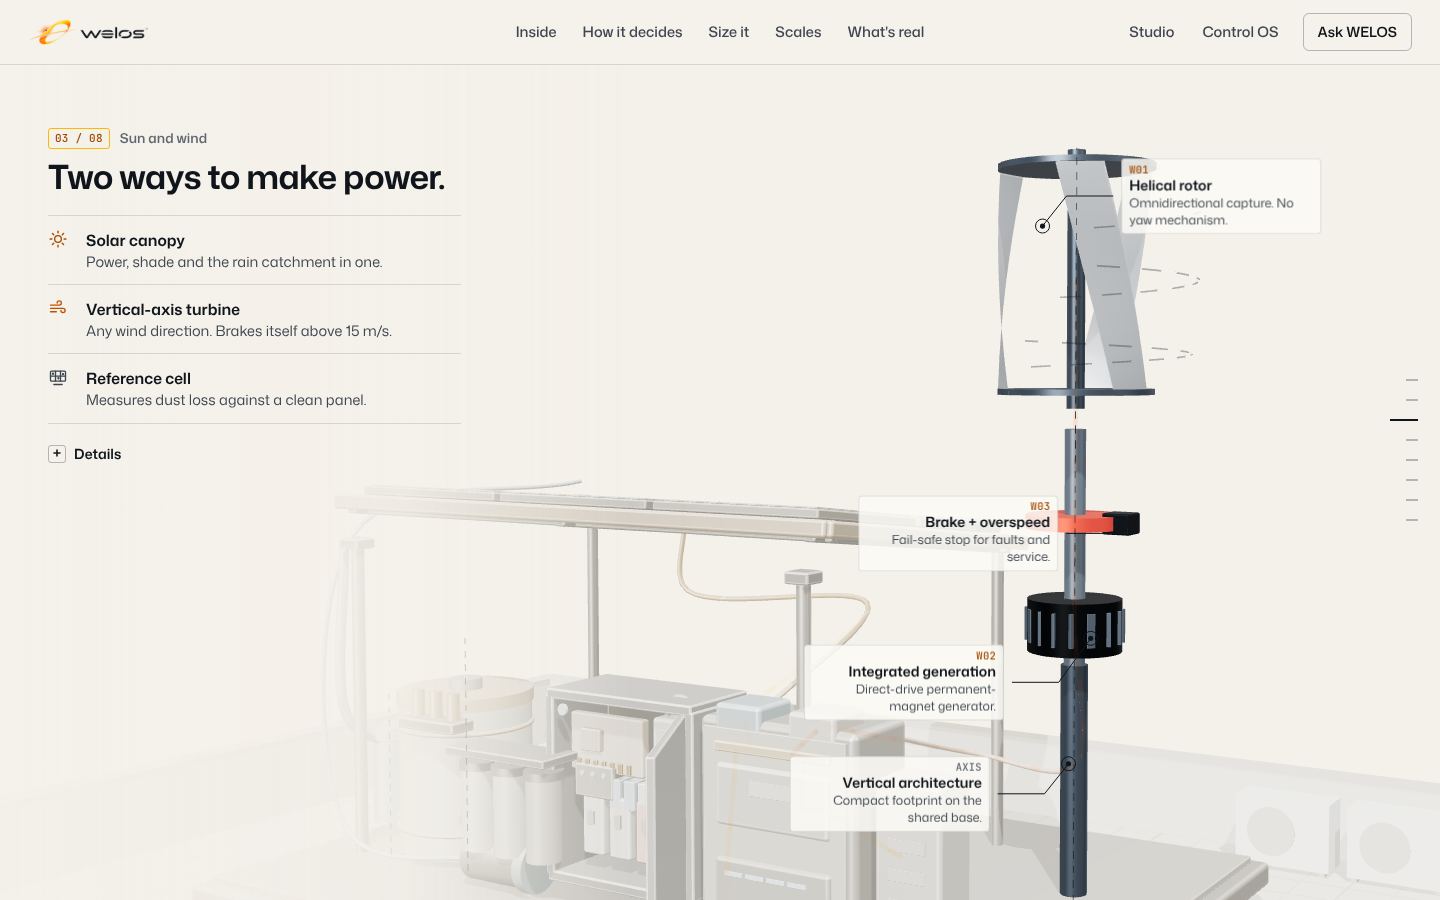 welos
Inside
How it decides
Size it
Scales
What's real
Studio
Control OS
Ask WELOS
03 / 08
Sun and wind
Two ways to make power.
Solar canopy
Power, shade and the rain catchment in one.
Vertical-axis turbine
Any wind direction. Brakes itself above 15 m/s.
Reference cell
Measures dust loss against a clean panel.
+ Details
W01
Helical rotor
Omnidirectional capture. No
yaw mechanism.
W03
Brake + overspeed
Fail-safe stop for faults and
service.
W02
Integrated generation
Direct-drive permanent-
magnet generator.
AXIS
Vertical architecture
Compact footprint on the
shared base.